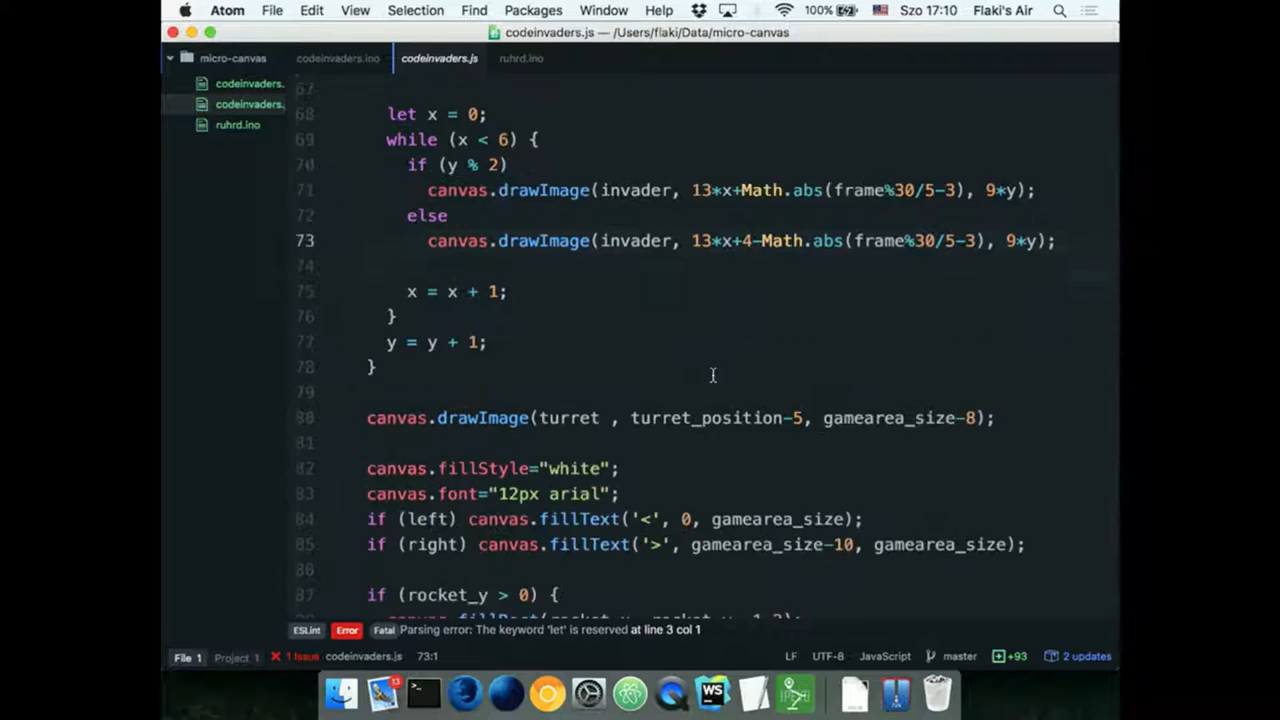 Atom File Edit View Selection Find Packages Window Help 100% Szo 17:10 Flaki's Air
codeinvaders.js — /Users/flaki/Data/micro-canvas
micro-canvas codeinvaders.ino codeinvaders.js ruhrd.ino
codeinvaders.
codeinvaders.
ruhrd.ino
67
68 let x = 0;
69 while (x < 6) {
70 if (y % 2)
71 canvas.drawImage(invader, 13*x+Math.abs(frame%30/5-3), 9*y);
72 else
73 canvas.drawImage(invader, 13*x+4-Math.abs(frame%30/5-3), 9*y);
74
75 x = x + 1;
76 }
77 y = y + 1;
78 }
79
80 canvas.drawImage(turret , turret_position-5, gamearea_size-8);
81
82 canvas.fillStyle="white";
83 canvas.font="12px arial";
84 if (left) canvas.fillText('<', 0, gamearea_size);
85 if (right) canvas.fillText('>', gamearea_size-10, gamearea_size);
86
87 if (rocket_y > 0) {
ESLint Error Fatal Parsing error: The keyword 'let' is reserved at line 3 col 1
File 1 Project 1 1 Issue codeinvaders.js 73:1 LF UTF-8 JavaScript master +93 2 updates
13
WS